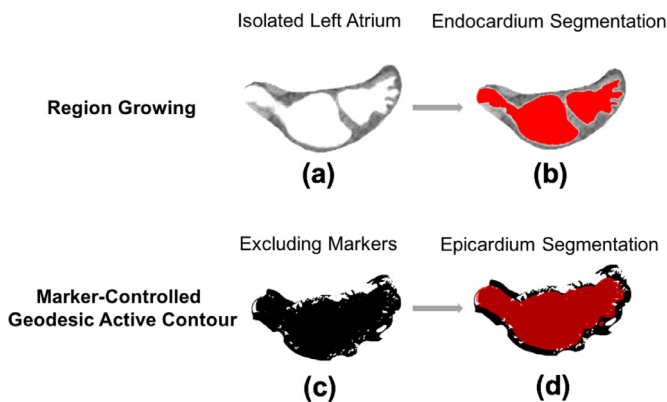 Isolated Left Atrium
Endocardium Segmentation
Region Growing
(a)
(b)
Excluding Markers
Epicardium Segmentation
Marker-Controlled
Geodesic Active Contour
(c)
(d)